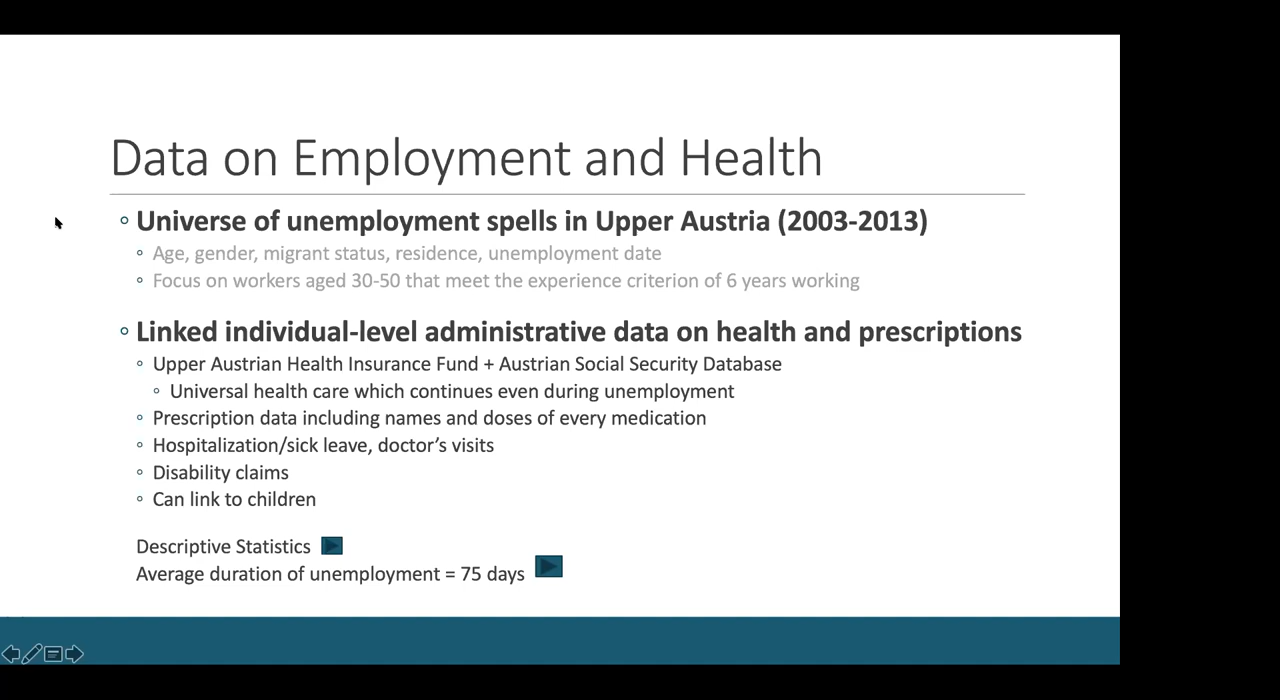 Data on Employment and Health
◦ Universe of unemployment spells in Upper Austria (2003-2013)
◦ Age, gender, migrant status, residence, unemployment date
◦ Focus on workers aged 30-50 that meet the experience criterion of 6 years working
◦ Linked individual-level administrative data on health and prescriptions
◦ Upper Austrian Health Insurance Fund + Austrian Social Security Database
◦ Universal health care which continues even during unemployment
◦ Prescription data including names and doses of every medication
◦ Hospitalization/sick leave, doctor’s visits
◦ Disability claims
◦ Can link to children
Descriptive Statistics
Average duration of unemployment = 75 days